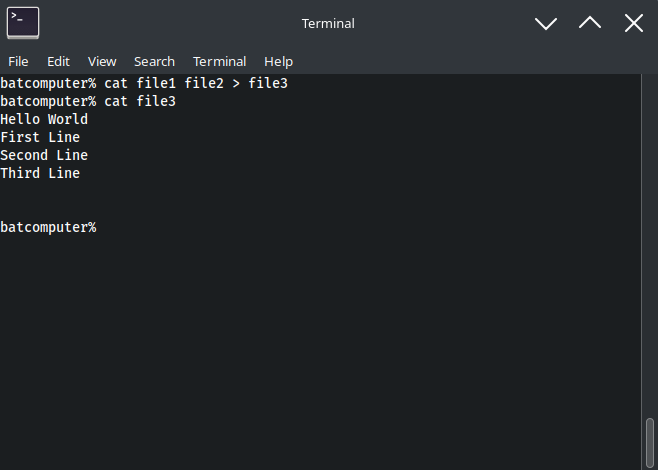 >_
Terminal
File Edit View Search Terminal Help
batcomputer% cat file1 file2 > file3
batcomputer% cat file3
Hello World
First Line
Second Line
Third Line
batcomputer%